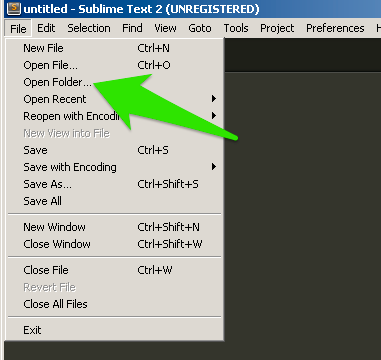 untitled - Sublime Text 2 (UNREGISTERED)
File Edit Selection Find View Goto Tools Project Preferences H
New File Ctrl+N
Open File... Ctrl+O
Open Folder...
Open Recent
Reopen with Encodin
New View into File
Save Ctrl+S
Save with Encoding
Save As... Ctrl+Shift+S
Save All
New Window Ctrl+Shift+N
Close Window Ctrl+Shift+W
Close File Ctrl+W
Revert File
Close All Files
Exit